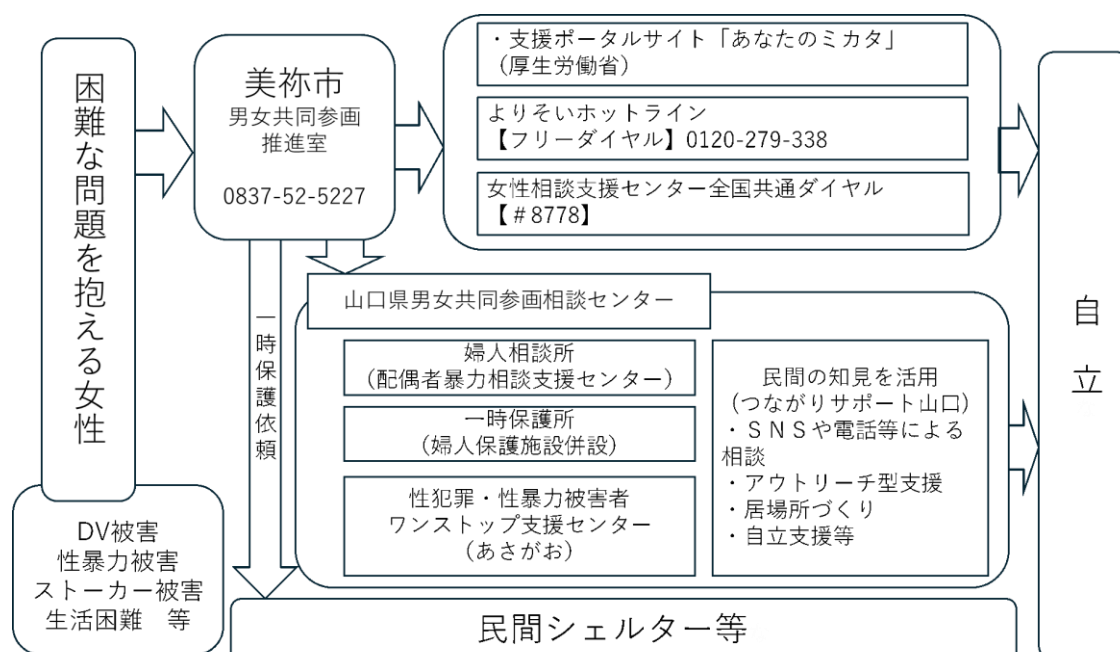 困難な問題を抱える女性
DV被害
性暴力被害
ストーカー被害
生活困難　等
美祢市
男女共同参画
推進室
0837-52-5227
・支援ポータルサイト「あなたのミカタ」
（厚生労働省）
よりそいホットライン
【フリーダイヤル】0120-279-338
女性相談支援センター全国共通ダイヤル
【＃8778】
一時保護依頼
山口県男女共同参画相談センター
婦人相談所
(配偶者暴力相談支援センター)
一時保護所
(婦人保護施設併設)
性犯罪・性暴力被害者
ワンストップ支援センター
(あさがお)
民間の知見を活用
(つながりサポート山口)
・ＳＮＳや電話等による
相談
・アウトリーチ型支援
・居場所づくり
・自立支援等
民間シェルター等
自立